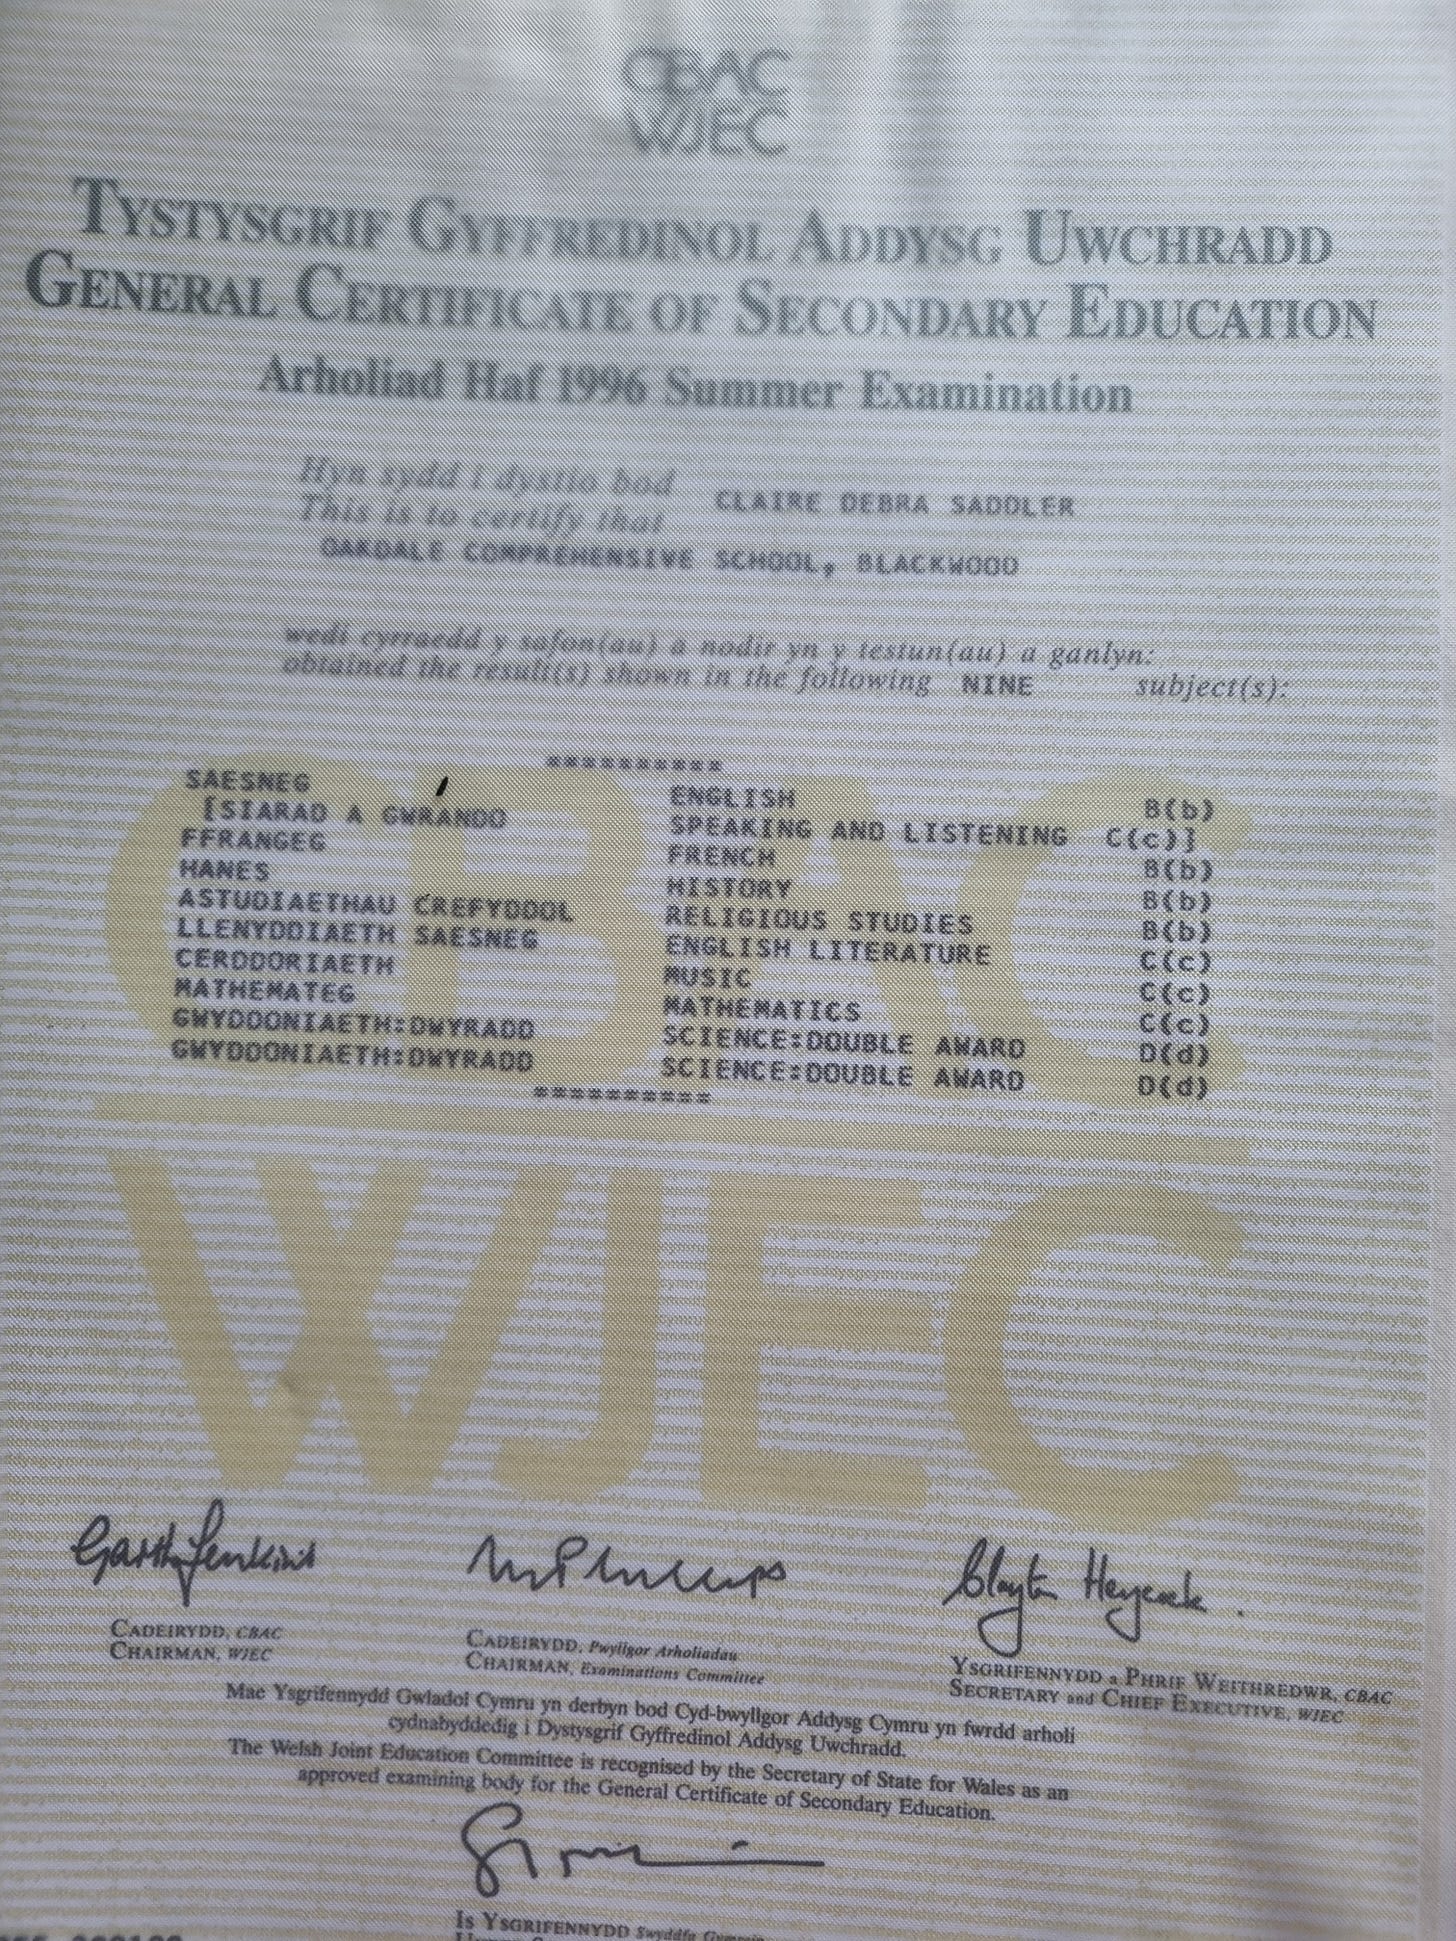 CBAC
WJEC
TYSTYSGRIF GYFFREDINOL ADDYSG UWCHRADD
GENERAL CERTIFICATE OF SECONDARY EDUCATION
Arholiad Haf 1996 Summer Examination
Hyn sydd i dystio bod
This is to certify that CLAIRE DEBRA SADDLER
OAKDALE COMPREHENSIVE SCHOOL, BLACKWOOD
wedi cyrraedd y safon(au) a nodir yn y testun(au) a ganlyn:
obtained the result(s) shown in the following NINE subject(s):
==========
SAESNEG ENGLISH B(b)
[SIARAD A GWRANDO SPEAKING AND LISTENING C(c)]
FFRANGEG FRENCH B(b)
HANES HISTORY B(b)
ASTUDIAETHAU CREFYDDOL RELIGIOUS STUDIES B(b)
LLENYDDIAETH SAESNEG ENGLISH LITERATURE C(c)
CERDDORIAETH MUSIC C(c)
MATHEMATEG MATHEMATICS C(c)
GWYDDONIAETH:DWYRADD SCIENCE:DOUBLE AWARD D(d)
GWYDDONIAETH:DWYRADD SCIENCE:DOUBLE AWARD D(d)
==========
CBAC
WJEC
Garth Jenkins
Clayton Heycock.
CADEIRYDD, CBAC
CHAIRMAN, WJEC
CADEIRYDD, Pwyllgor Arholiadau
CHAIRMAN, Examinations Committee
YSGRIFENNYDD a PHRIF WEITHREDWR, CBAC
SECRETARY and CHIEF EXECUTIVE, WJEC
Mae Ysgrifennydd Gwladol Cymru yn derbyn bod Cyd-bwyllgor Addysg Cymru yn fwrdd arholi
cydnabyddedig i Dystysgrif Gyffredinol Addysg Uwchradd.
The Welsh Joint Education Committee is recognised by the Secretary of State for Wales as an
approved examining body for the General Certificate of Secondary Education.
IS YSGRIFENNYDD Swyddfa